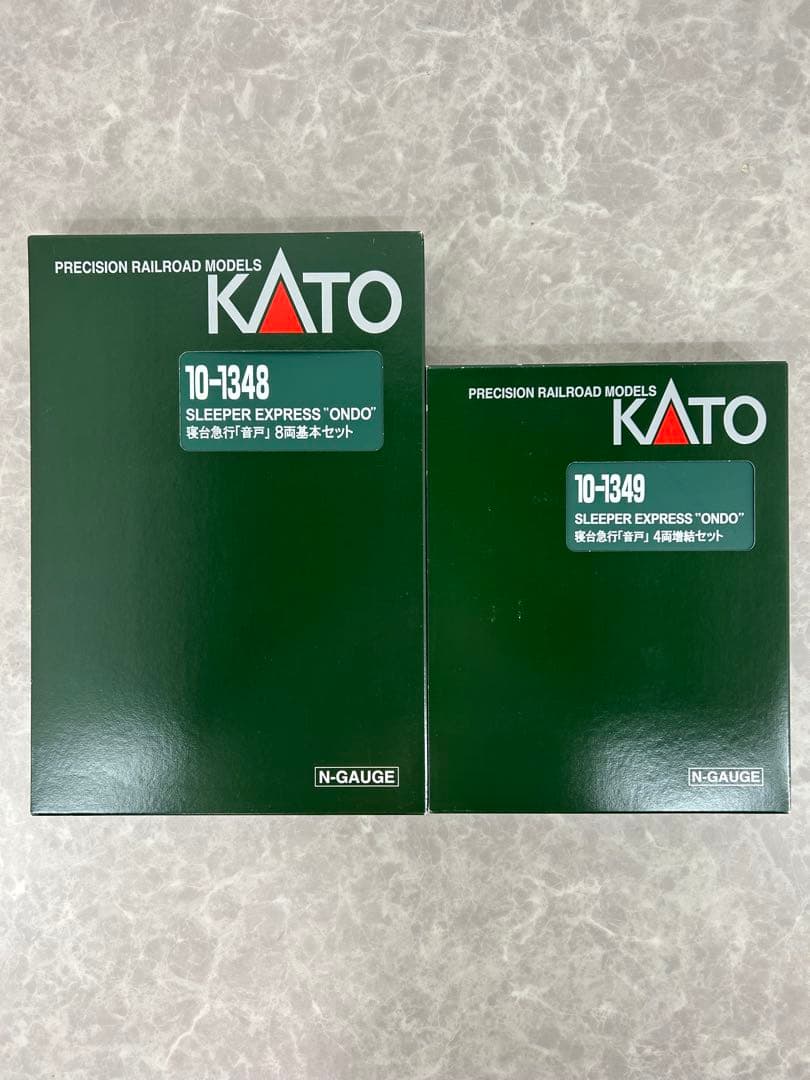 PRECISION RAILROAD MODELS
KATO
10-1348
SLEEPER EXPRESS "ONDO"
寝台急行「音戸」 8両基本セット
N-GAUGE
PRECISION RAILROAD MODELS
KATO
10-1349
SLEEPER EXPRESS "ONDO"
寝台急行「音戸」 4両増結セット
N-GAUGE